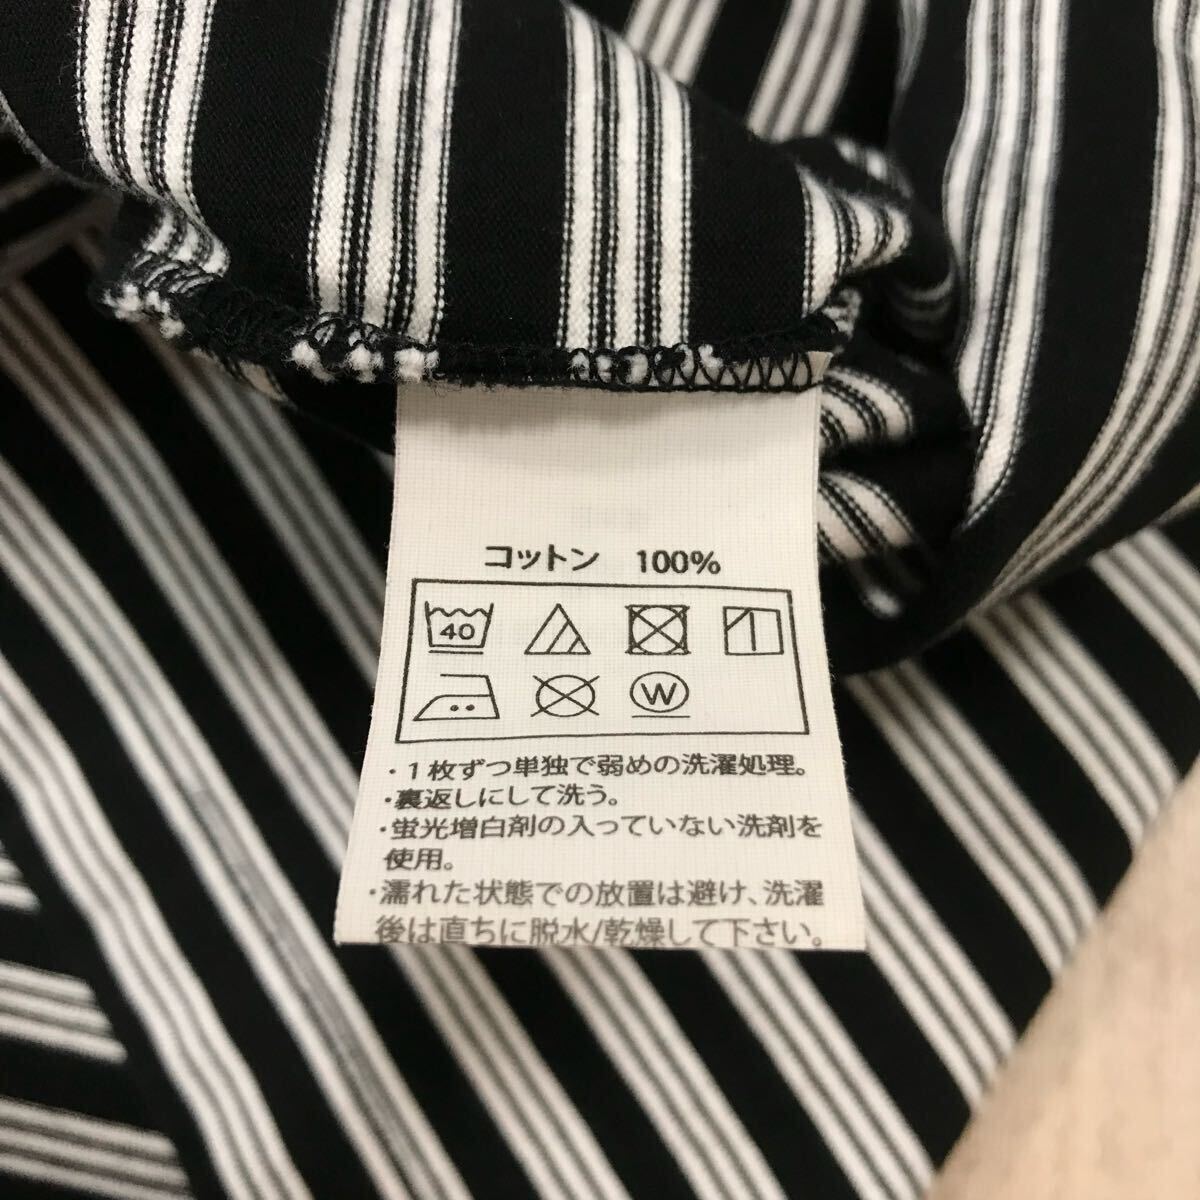 コットン 100%
40
W
・1枚ずつ単独で弱めの洗濯処理。
・裏返しにして洗う。
・蛍光増白剤の入っていない洗剤を
使用。
・濡れた状態での放置は避け、洗濯
後は直ちに脱水/乾燥して下さい。